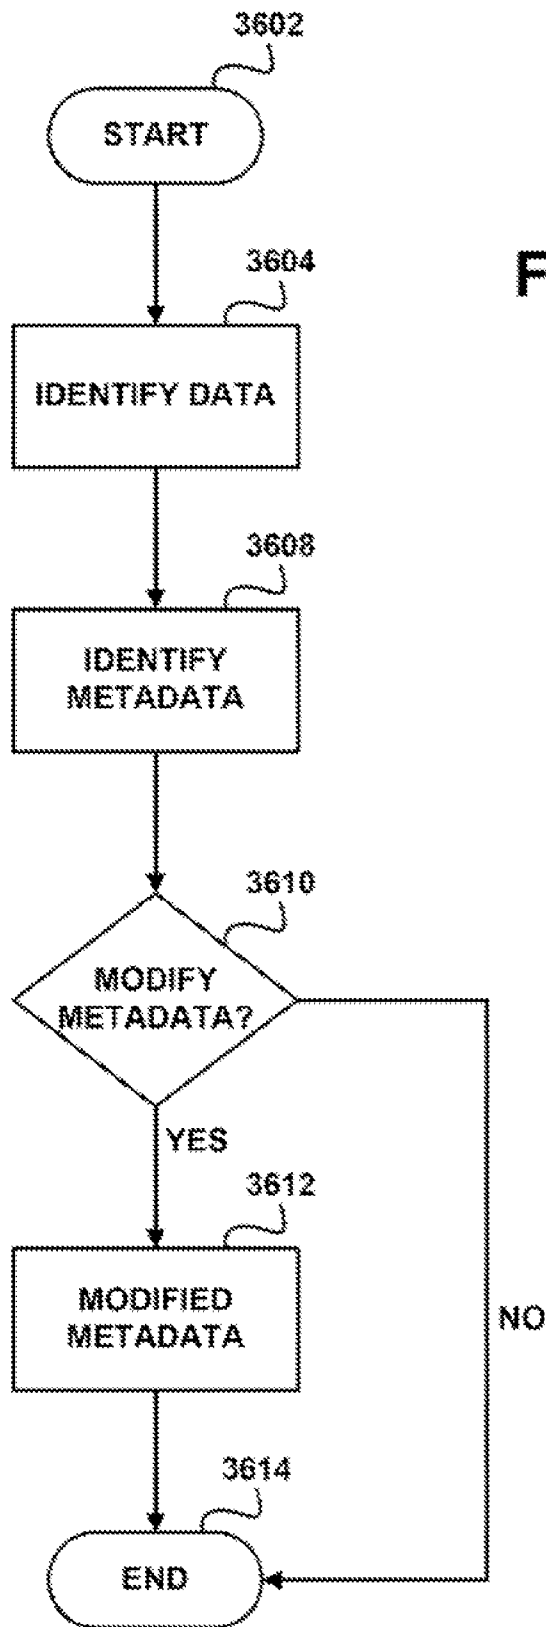 3602
START
3604
F
IDENTIFY DATA
3608
IDENTIFY
METADATA
3610
MODIFY
METADATA?
YES
3612
MODIFIED
METADATA
NO
3614
END